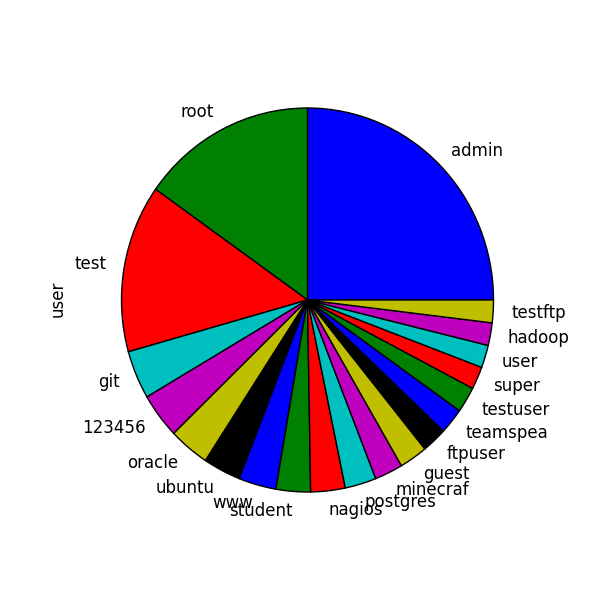 root
admin
test
user
git
123456
oracle
ubuntu
www
student
nagios
postgres
minecraf
guest
ftpuser
teamspea
testuser
super
user
hadoop
testftp